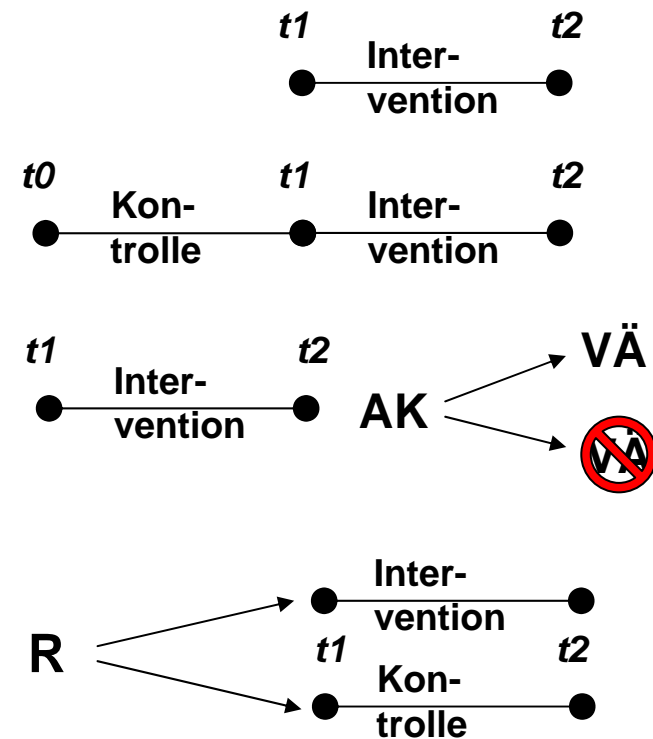 t1 t2
Inter-
vention
t0 t1 t2
Kon- Inter-
trolle vention
t1 t2
Inter-
vention
AK
VÄ
VÄ
Inter-
vention
R
t1 t2
Kon-
trolle